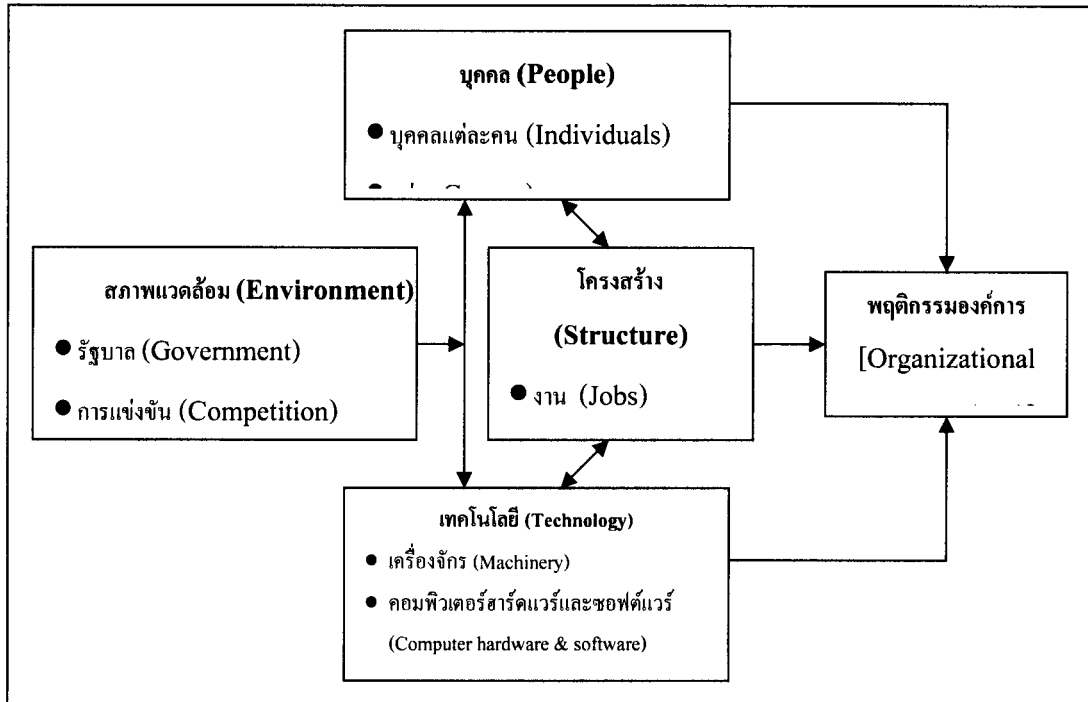 บุคคล (People)
● บุคคลแต่ละคน (Individuals)
สภาพแวดล้อม (Environment)
● รัฐบาล (Government)
● การแข่งขัน (Competition)
โครงสร้าง
(Structure)
● งาน (Jobs)
พฤติกรรมองค์การ
[Organizational
เทคโนโลยี (Technology)
● เครื่องจักร (Machinery)
● คอมพิวเตอร์ฮาร์ดแวร์และซอฟต์แวร์
(Computer hardware & software)